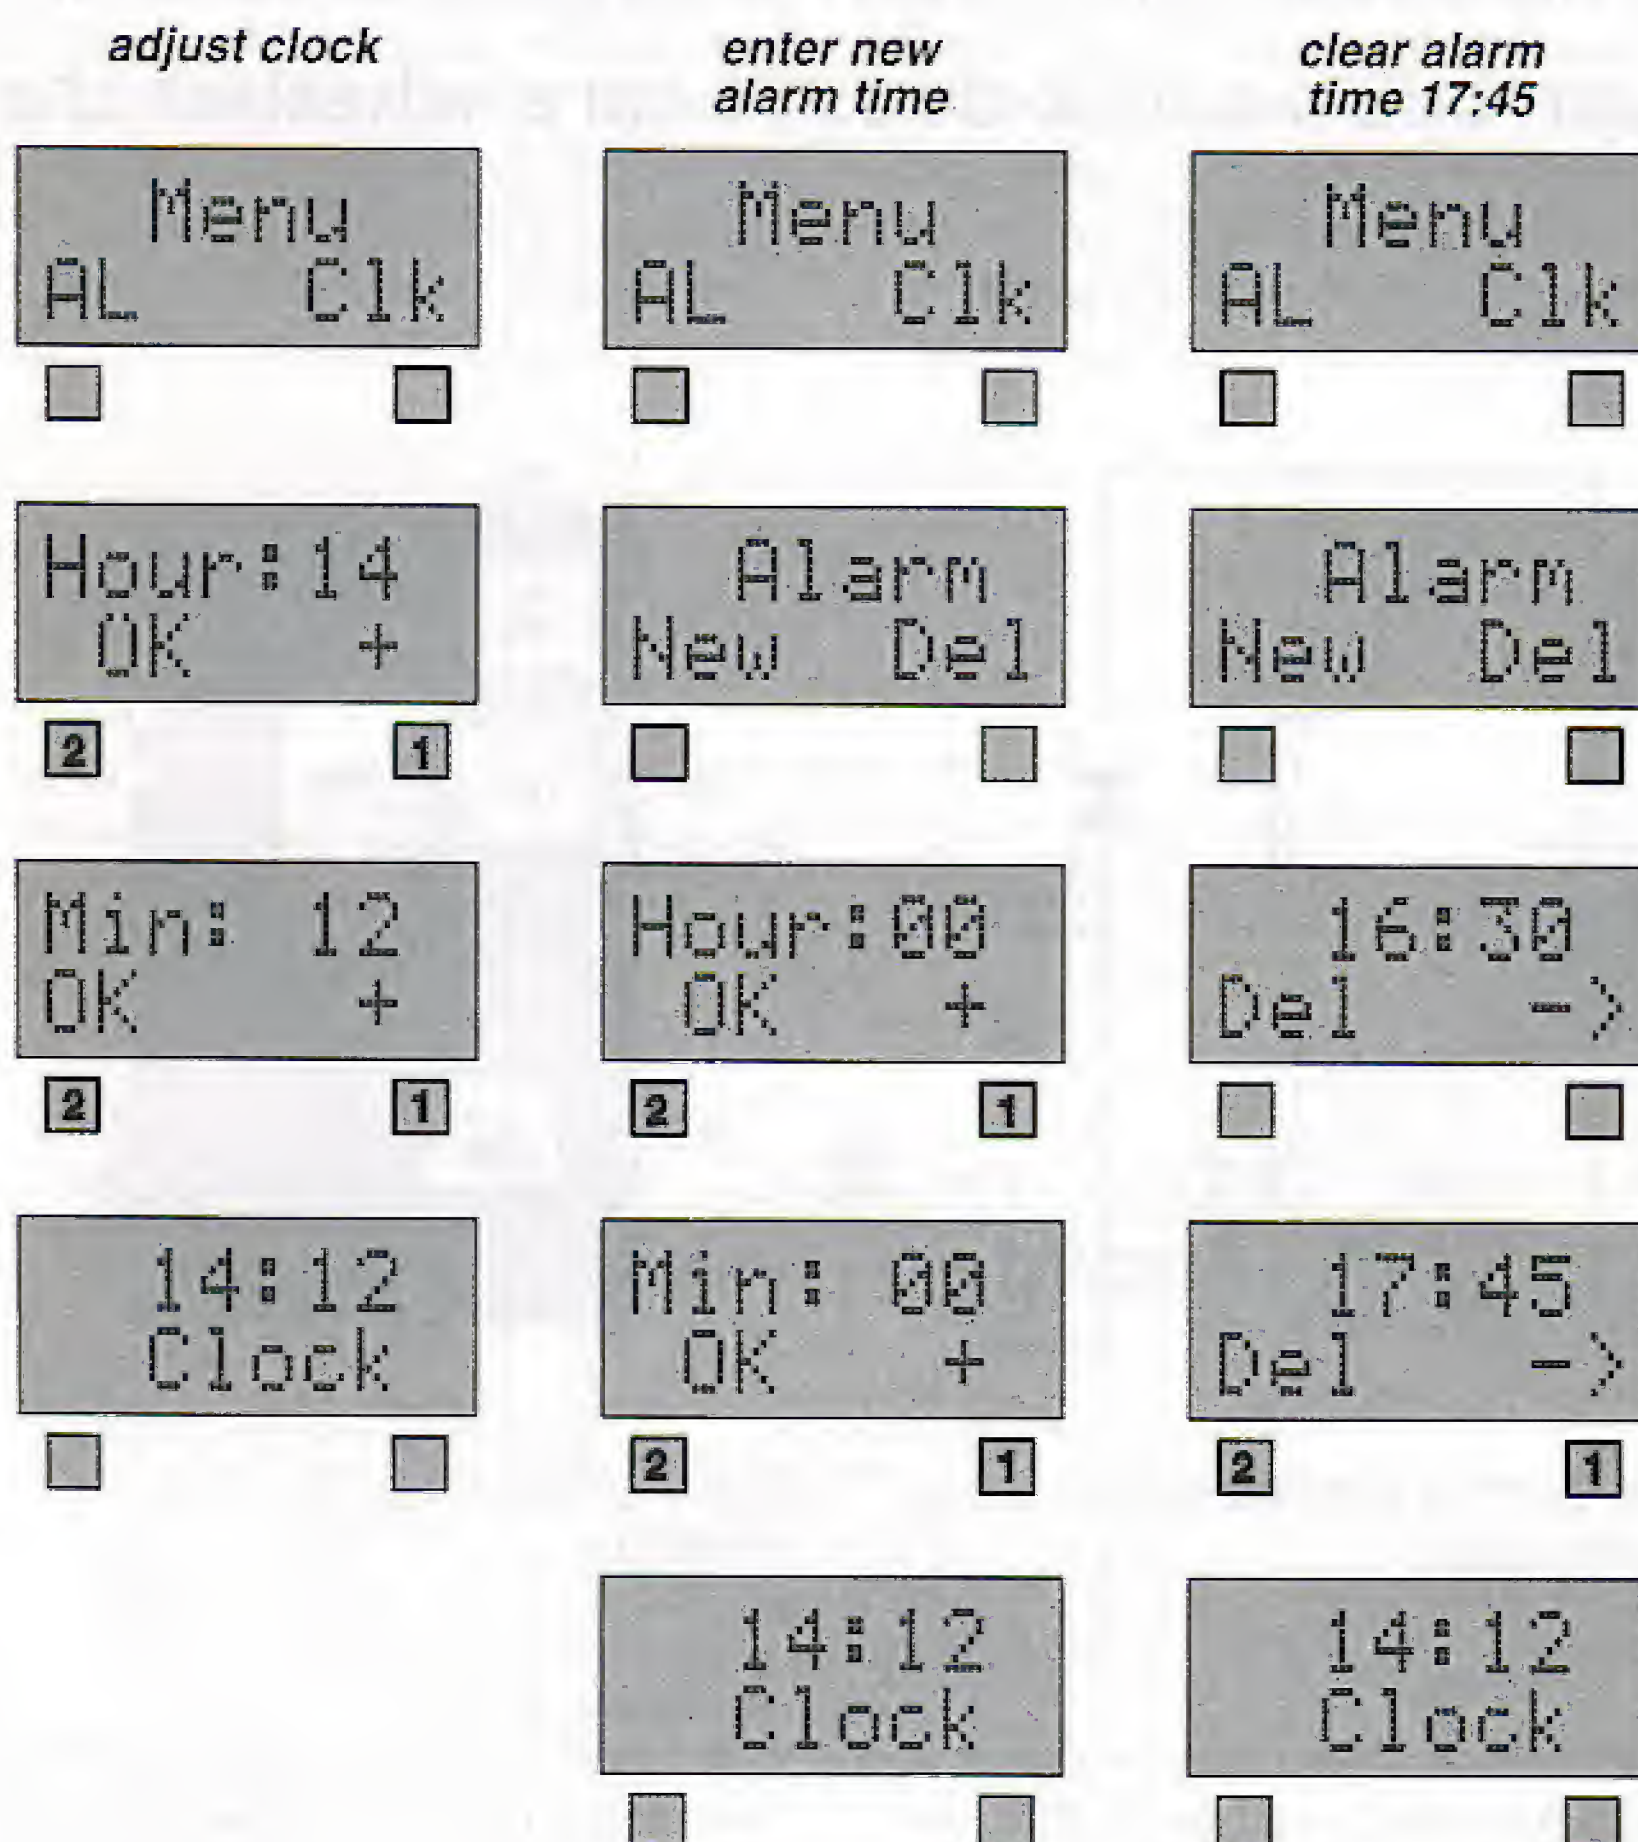 adjust clock
Menu
AL Clk
Hour:14
OK +
2 1
Min: 12
OK +
2 1
14:12
Clock
enter new
alarm time
Menu
AL Clk
Alarm
New Del
Hour:00
OK +
2 1
Min: 00
OK +
2 1
14:12
Clock
clear alarm
time 17:45
Menu
AL Clk
Alarm
New Del
16:30
Del ->
17:45
Del ->
2 1
14:12
Clock